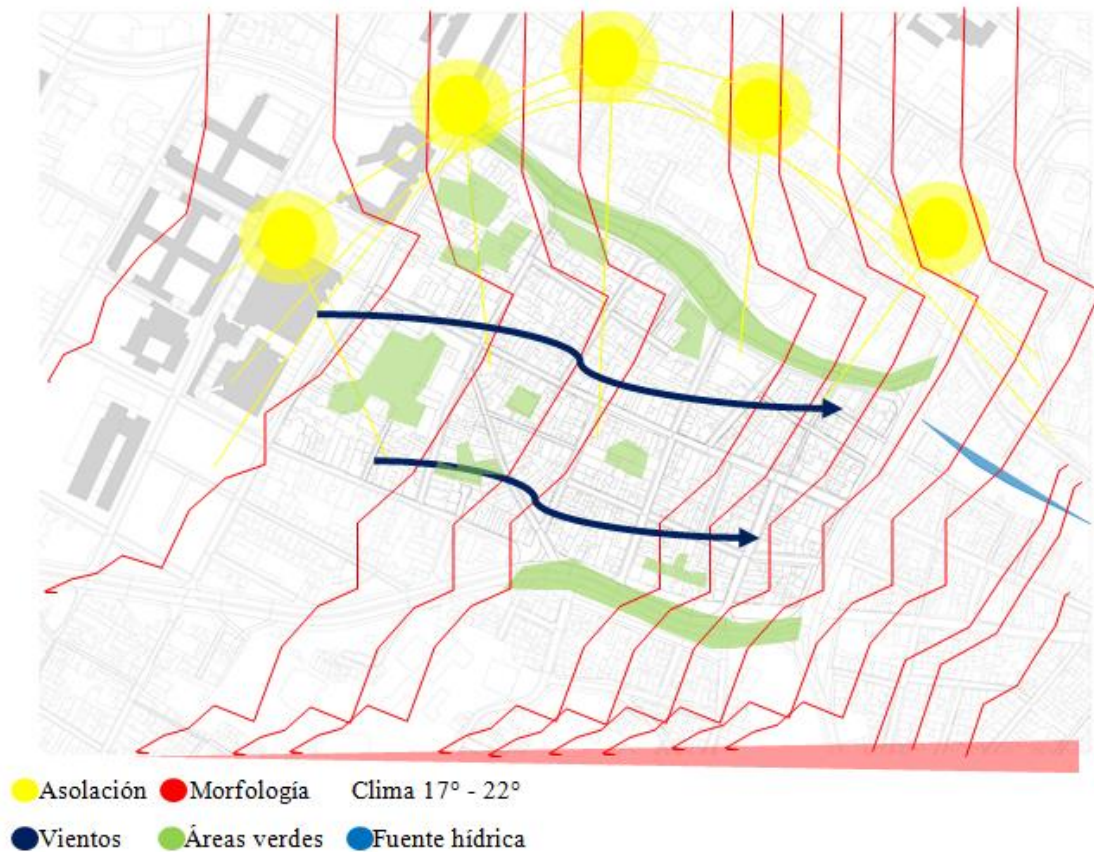 Asolación Morfología Clima 17° - 22°
Vientos Áreas verdes Fuente hídrica